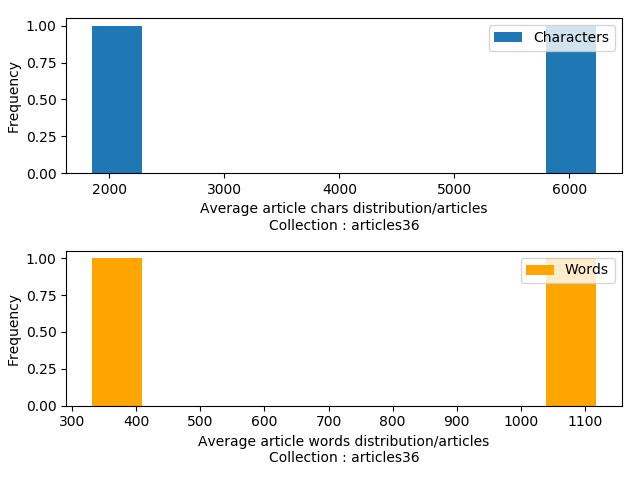 1.00
0.75
0.50
0.25
0.00
Frequency
Characters
2000 3000 4000 5000 6000
Average article chars distribution/articles
Collection : articles36
1.00
0.75
0.50
0.25
0.00
Frequency
Words
300 400 500 600 700 800 900 1000 1100
Average article words distribution/articles
Collection : articles36